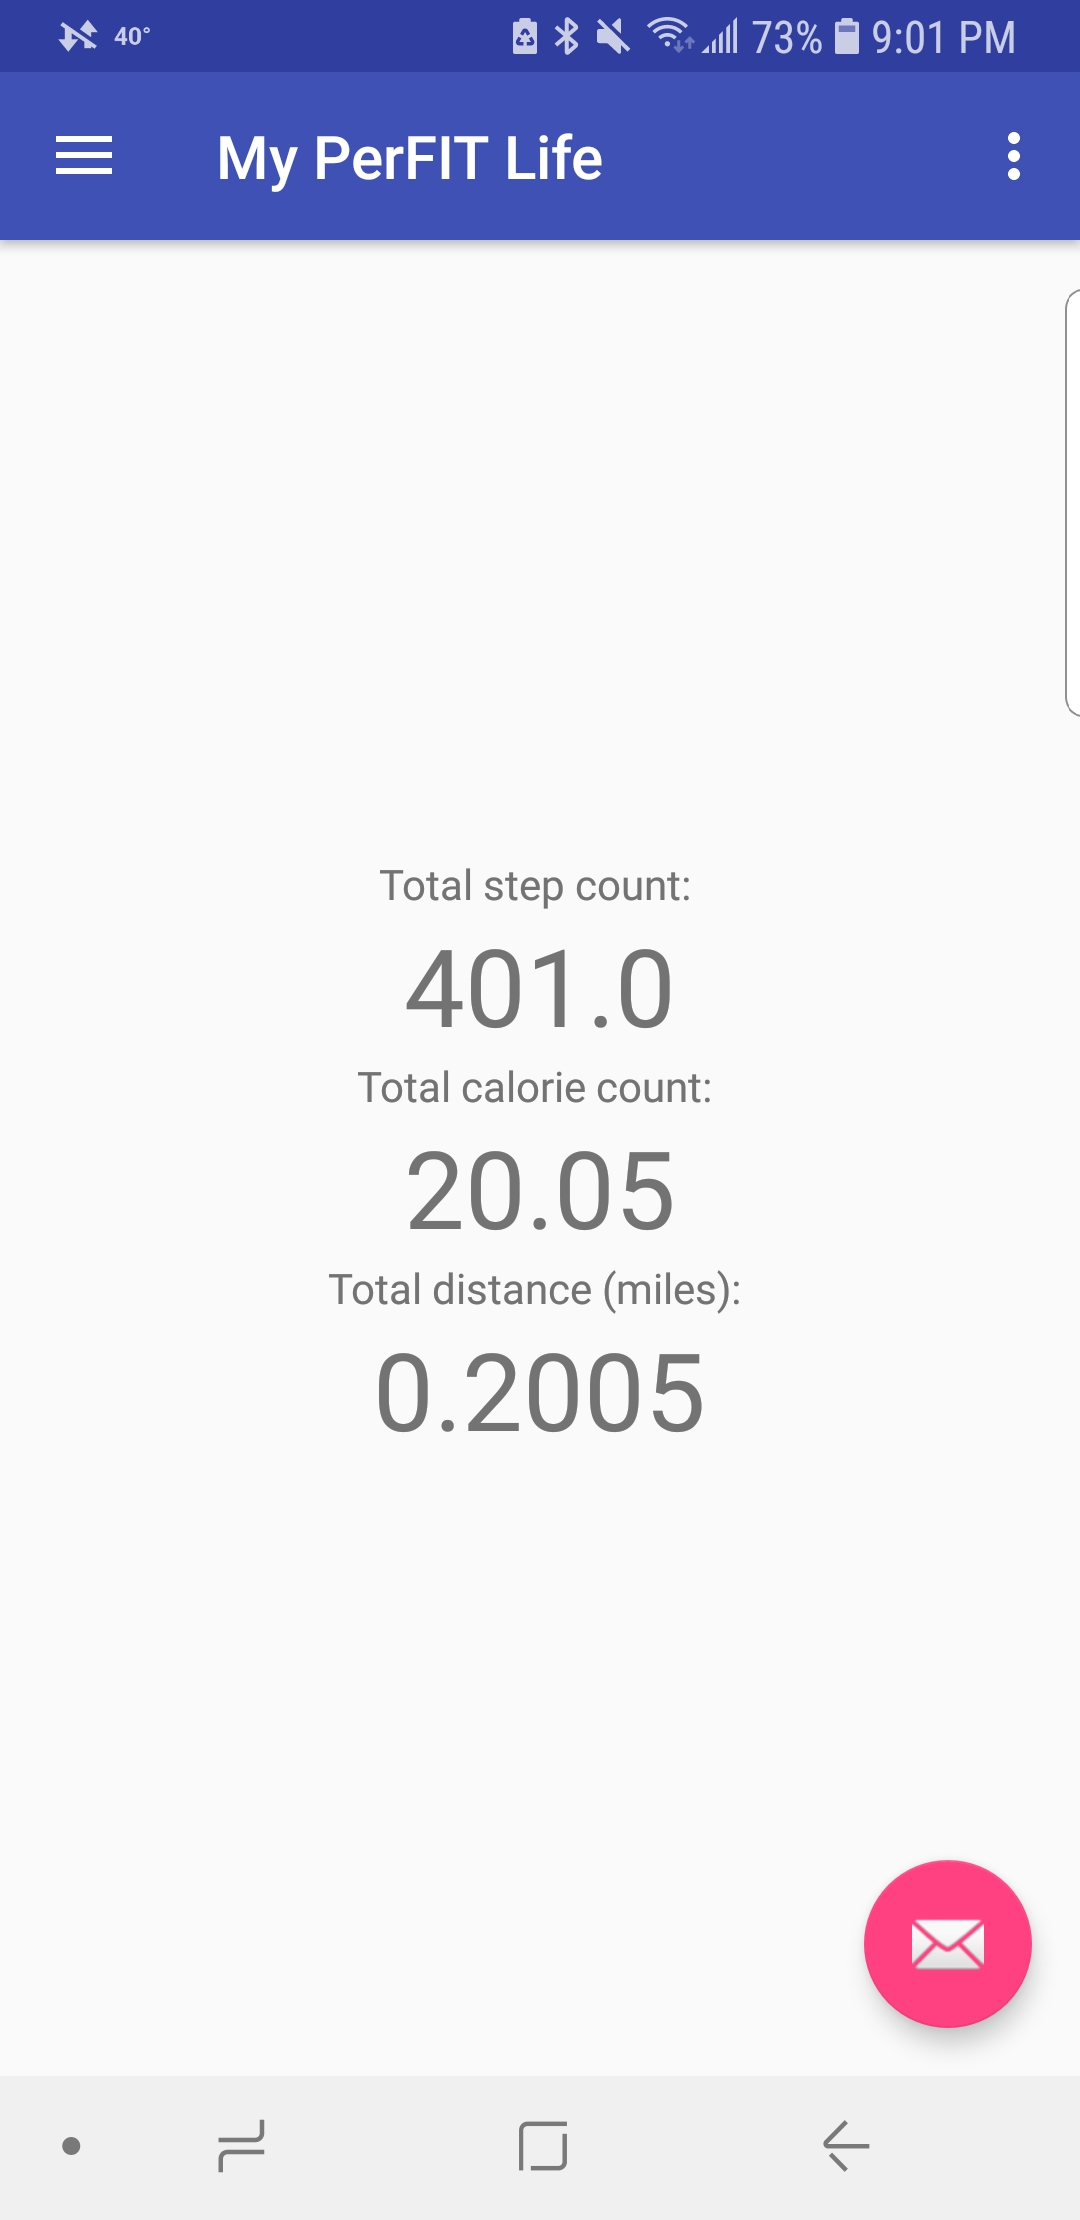 40°
73% 9:01 PM
My PerFIT Life
Total step count:
401.0
Total calorie count:
20.05
Total distance (miles):
0.2005